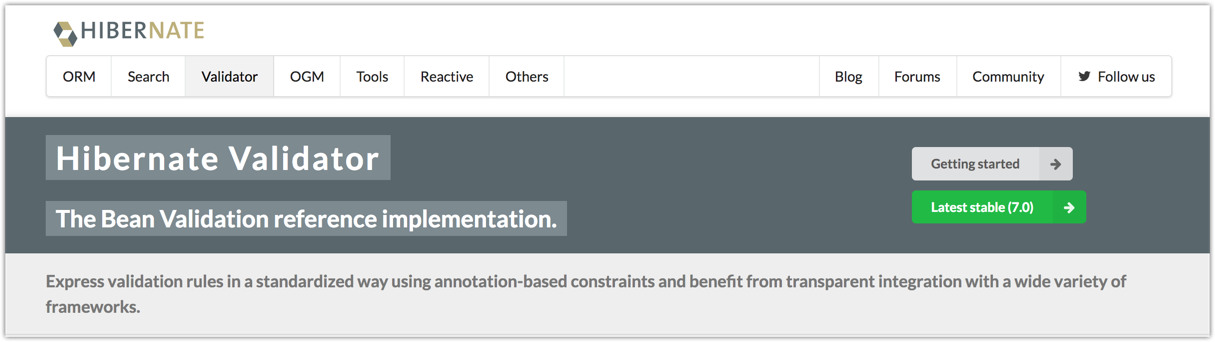 HIBERNATE
ORM Search Validator OGM Tools Reactive Others Blog Forums Community Follow us
Hibernate Validator
Getting started
The Bean Validation reference implementation.
Latest stable (7.0)
Express validation rules in a standardized way using annotation-based constraints and benefit from transparent integration with a wide variety of
frameworks.